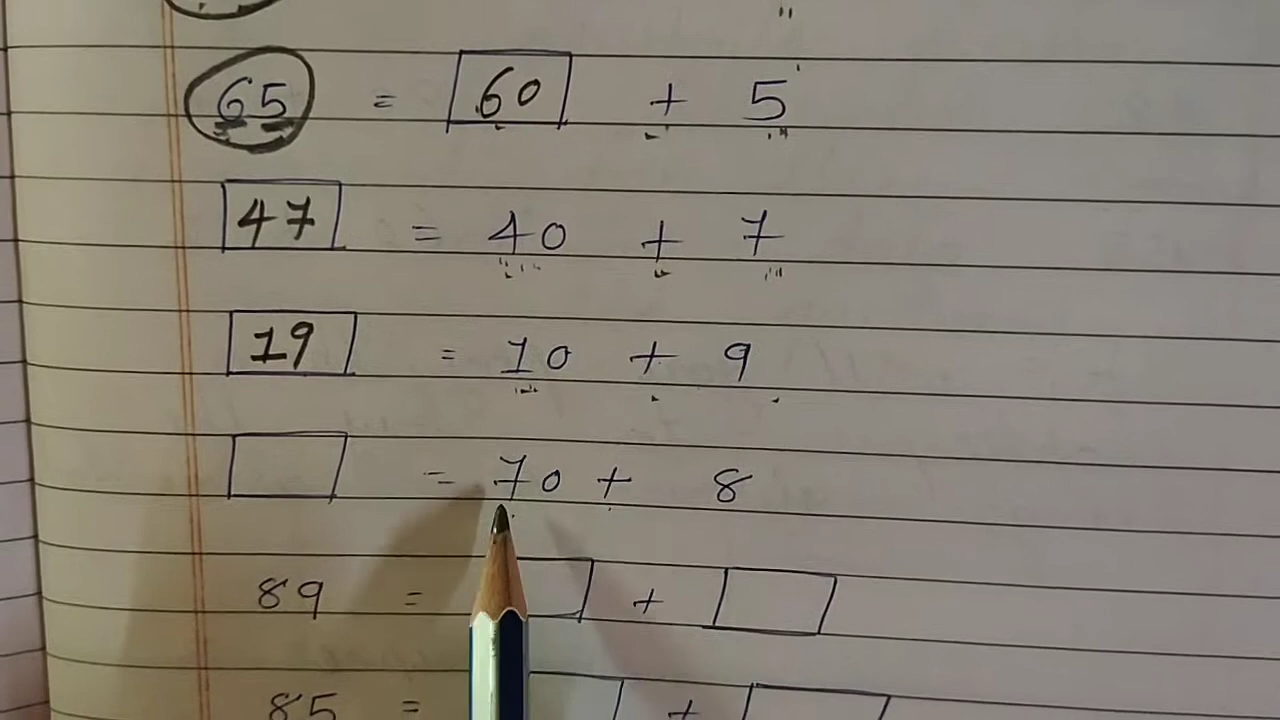 65 = 60 + 5
47 = 40 + 7
19 = 10 + 9
= 70 + 8
89 = +
85 = +